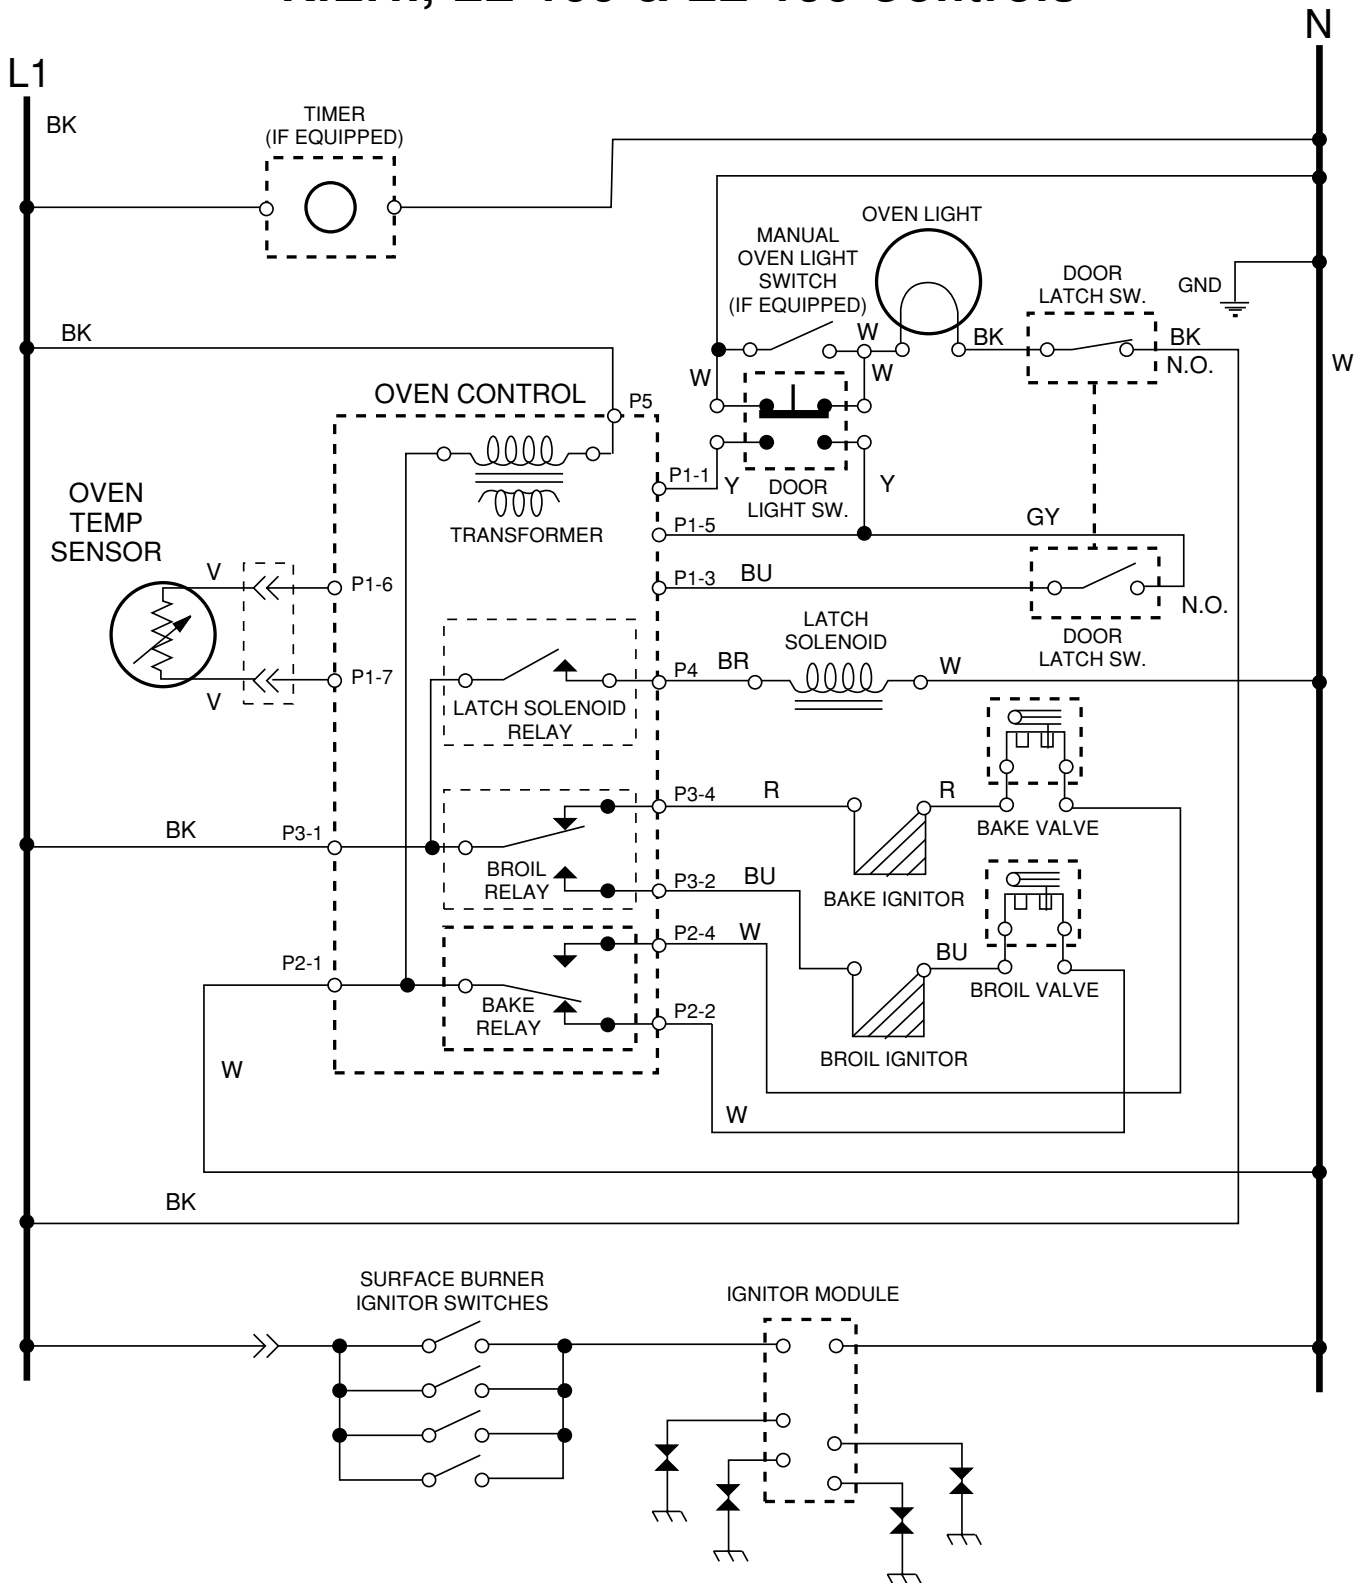 N
L1
BK
TIMER
(IF EQUIPPED)
OVEN LIGHT
MANUAL
OVEN LIGHT
SWITCH
(IF EQUIPPED)
DOOR
LATCH SW.
GND
BK
W
BK
BK
N.O.
W
W
W
OVEN CONTROL
P5
P1-1
Y
DOOR
LIGHT SW.
Y
OVEN
TEMP
SENSOR
TRANSFORMER
P1-5
GY
V
P1-6
P1-3
BU
N.O.
LATCH
SOLENOID
DOOR
LATCH SW.
V
P1-7
P4
BR
W
LATCH SOLENOID
RELAY
BK
P3-1
P3-4
R
R
BAKE VALVE
BROIL
RELAY
P3-2
BU
BAKE IGNITOR
P2-4
W
BU
P2-1
BROIL VALVE
BAKE
RELAY
P2-2
BROIL IGNITOR
W
W
BK
SURFACE BURNER
IGNITOR SWITCHES
IGNITOR MODULE